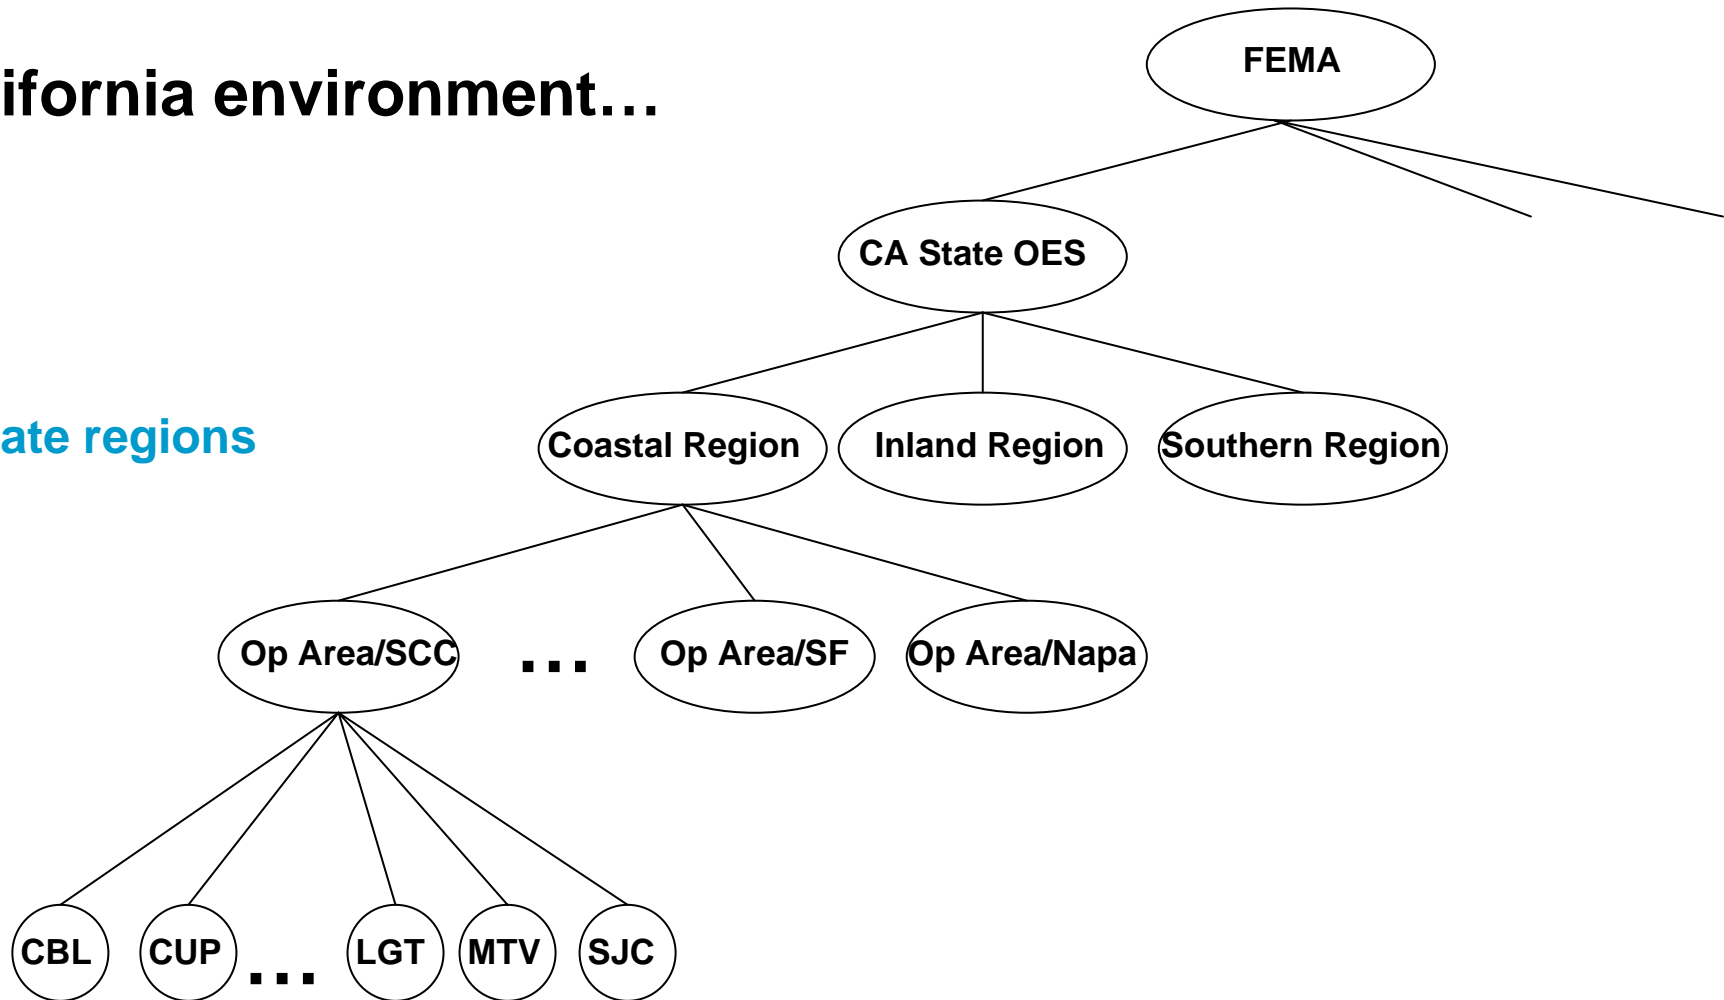 FEMA
ifornia environment…
CA State OES
ate regions
Coastal Region
Inland Region
Southern Region
Op Area/SCC
…
Op Area/SF
Op Area/Napa
CBL
CUP
…
LGT
MTV
SJC